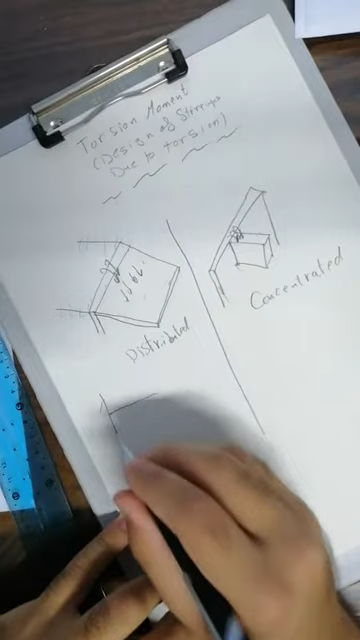 Torsion Moment
(Design of Stirrups
Due to torsion)
Distributed
Concentrated